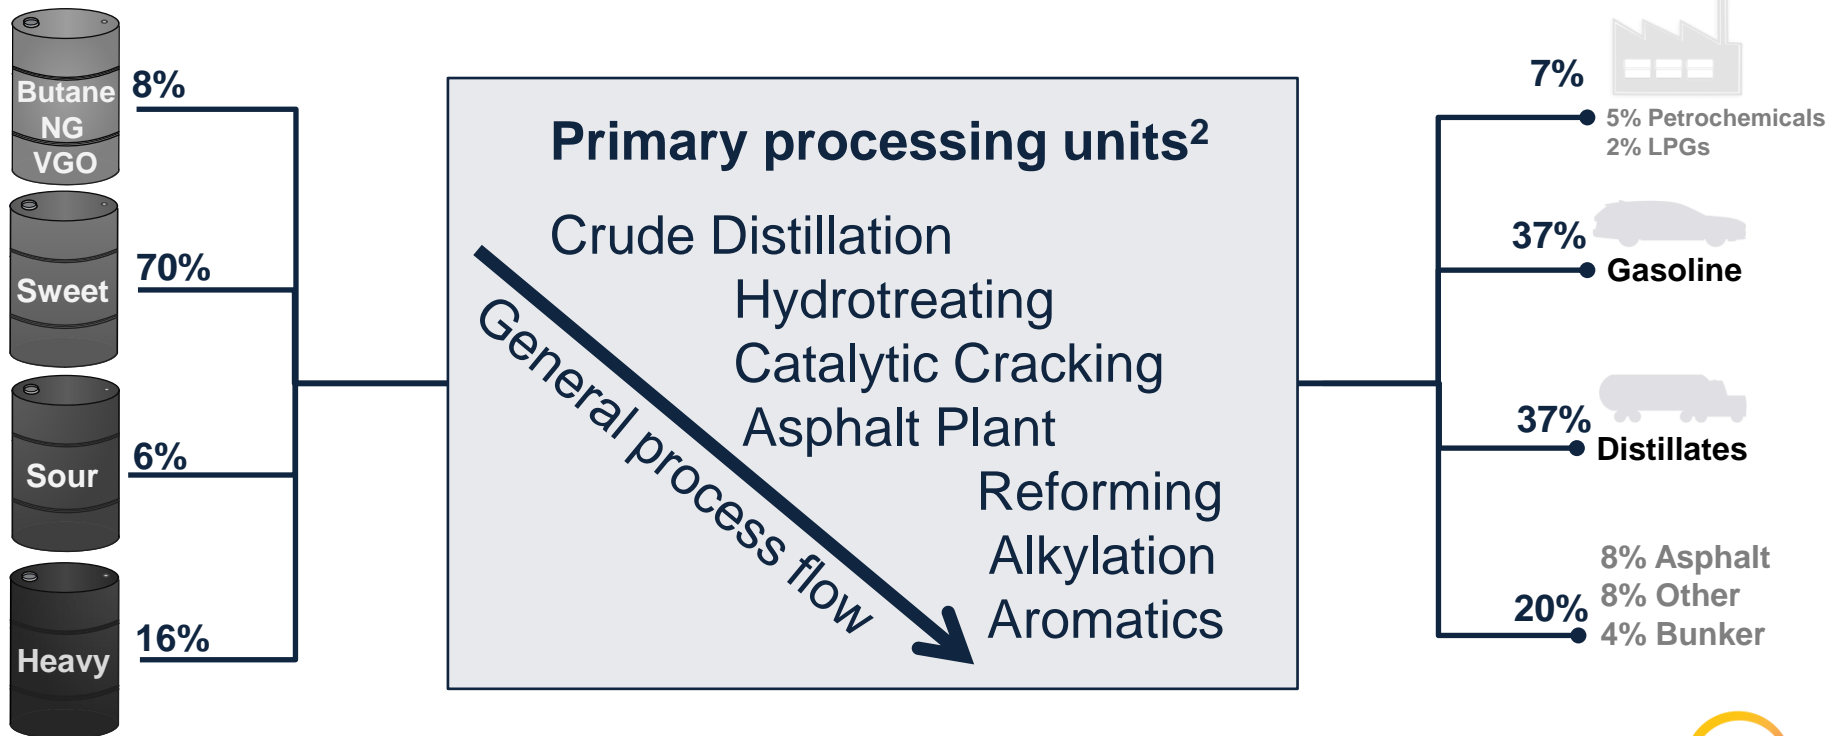 Butane
NG
VGO
8%
Sweet
70%
Sour
6%
Heavy
16%
Primary processing units2
Crude Distillation
Hydrotreating
Catalytic Cracking
Asphalt Plant
Reforming
Alkylation
Aromatics
General process flow
7%
5% Petrochemicals
2% LPGs
37%
Gasoline
37%
Distillates
20%
8% Asphalt
8% Other
4% Bunker